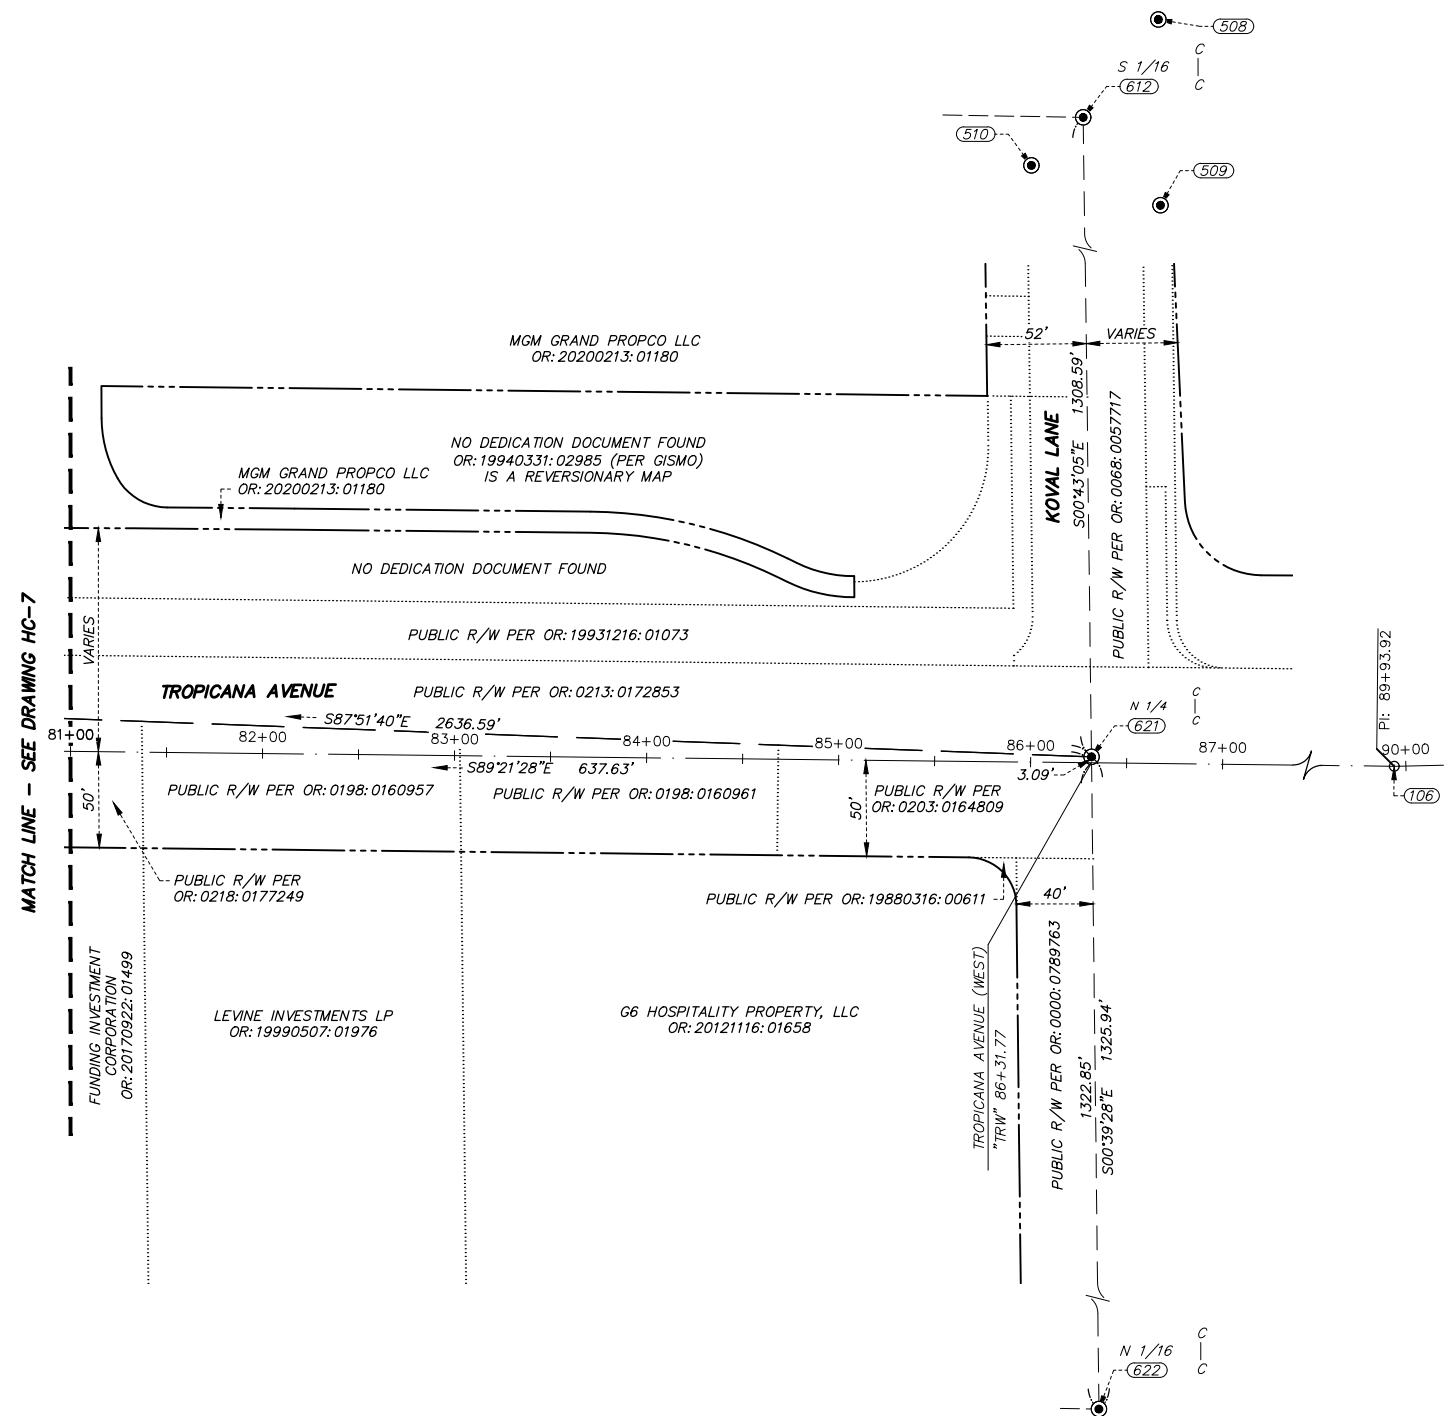 508
C
|
C
S 1/16
612
510
509
MGM GRAND PROPCO LLC
OR:20200213:01180
52'
VARIES
1308.59'
S00°43'05"E
KOVAL LANE
PUBLIC R/W PER OR:0068:0057717
NO DEDICATION DOCUMENT FOUND
OR:19940331:02985 (PER GISMO)
IS A REVERSIONARY MAP
MGM GRAND PROPCO LLC
OR:20200213:01180
NO DEDICATION DOCUMENT FOUND
MATCH LINE - SEE DRAWING HC-7
VARIES
PUBLIC R/W PER OR:19931216:01073
PI: 89+93.92
TROPICANA AVENUE
PUBLIC R/W PER OR:0213:0172853
N 1/4
621
C
|
C
S87°51'40"E 2636.59'
81+00
82+00
83+00
84+00
85+00
86+00
87+00
90+00
S89°21'28"E 637.63'
3.09'
106
50'
PUBLIC R/W PER OR:0198:0160957
PUBLIC R/W PER OR:0198:0160961
50'
PUBLIC R/W PER
OR:0203:0164809
PUBLIC R/W PER
OR:0218:0177249
PUBLIC R/W PER OR:19880316:00611
40'
FUNDING INVESTMENT
CORPORATION
OR:20170922:01499
LEVINE INVESTMENTS LP
OR:19990507:01976
G6 HOSPITALITY PROPERTY, LLC
OR:20121116:01658
TROPICANA AVENUE (WEST)
"TRW" 86+31.77
PUBLIC R/W PER OR:0000:0789763
1322.85'
S00°39'28"E 1325.94'
N 1/16
622
C
|
C